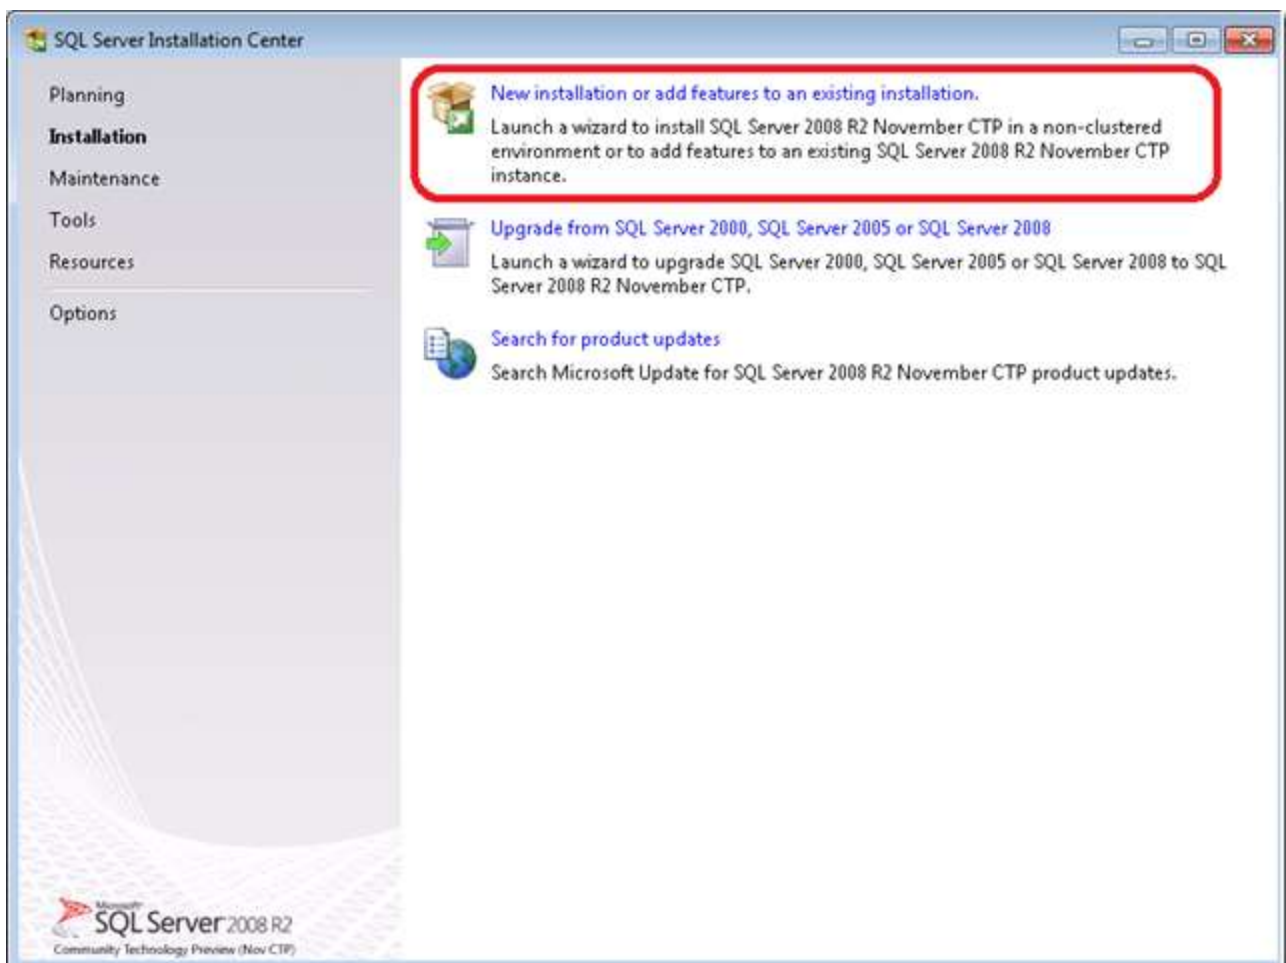 SQL Server Installation Center
Planning
Installation
Maintenance
Tools
Resources
Options
New installation or add features to an existing installation.
Launch a wizard to install SQL Server 2008 R2 November CTP in a non-clustered
environment or to add features to an existing SQL Server 2008 R2 November CTP
instance.
Upgrade from SQL Server 2000, SQL Server 2005 or SQL Server 2008
Launch a wizard to upgrade SQL Server 2000, SQL Server 2005 or SQL Server 2008 to SQL
Server 2008 R2 November CTP.
Search for product updates
Search Microsoft Update for SQL Server 2008 R2 November CTP product updates.
Microsoft
SQL Server 2008 R2
Community Technology Preview (Nov CTP)